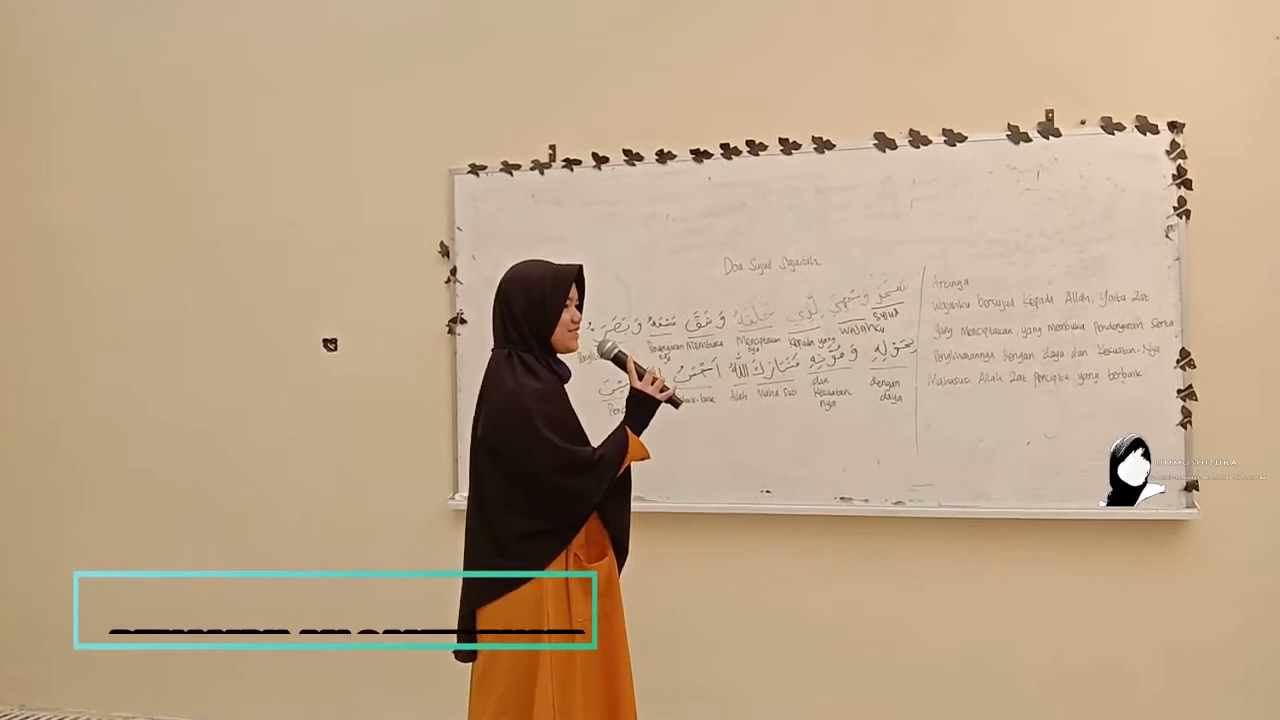 Doa Sujud Sajadah
سَجَدَ وَجْهِيَ لِلَّذِي خَلَقَهُ وَشَقَّ سَمْعَهُ وَبَصَرَهُ
sujud wajahku kepada yang Menciptakan nya Membuka Pendengaran nya
بِحَوْلِهِ وَقُوَّتِهِ فَتَبَارَكَ اللّٰهُ اَحْسَنُ
dengan daya dan Kekuatan nya Maha Suci Allah
Artinya
Wajahku bersujud Kepada Allah, Yaitu Zat
Yang Menciptakan, yang membuka Pendengaran Serta
Penglihatannya dengan daya dan Kekuatan-Nya
Mahasuci Allah Zat Pencipta yang terbaik
UMMUSHIZUKA